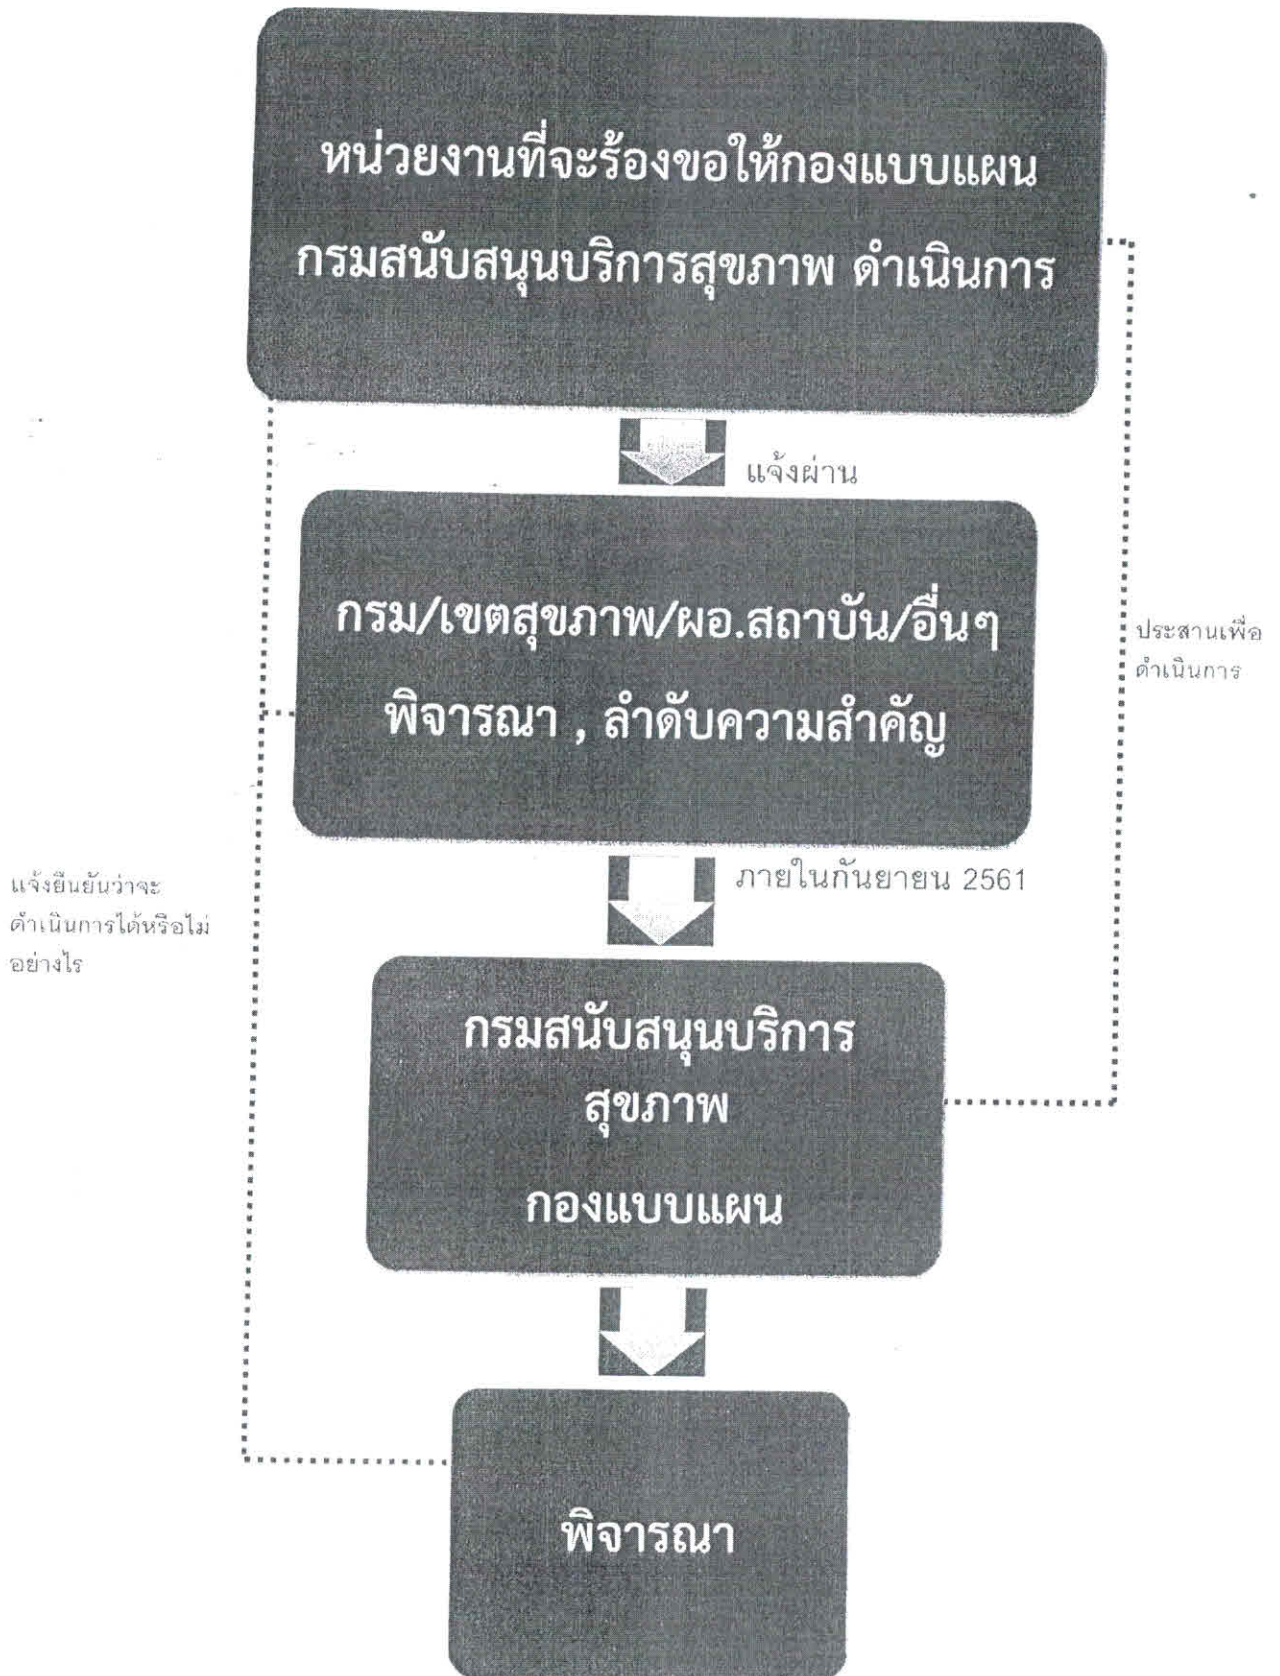 หน่วยงานที่จะร้องขอให้กองแบบแผน
กรมสนับสนุนบริการสุขภาพ ดำเนินการ
แจ้งผ่าน
กรม/เขตสุขภาพ/ผอ.สถาบัน/อื่นๆ
พิจารณา , ลำดับความสำคัญ
ประสานเพื่อ
ดำเนินการ
ภายในกันยายน 2561
แจ้งยืนยันว่าจะ
ดำเนินการได้หรือไม่
อย่างไร
กรมสนับสนุนบริการ
สุขภาพ
กองแบบแผน
พิจารณา